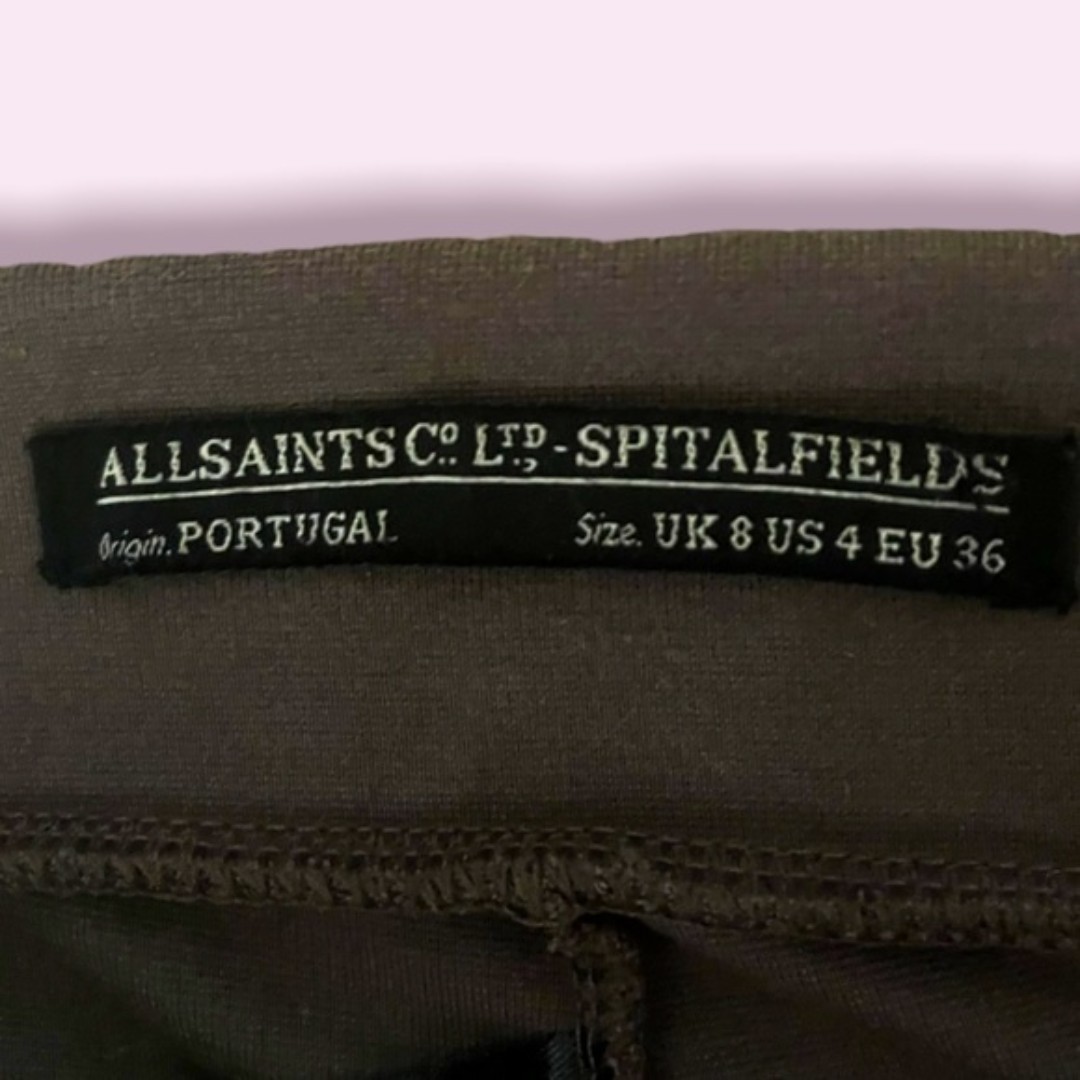 ALLSAINTS Cº. LTD., - SPITALFIELDS
Origin. PORTUGAL Size. UK 8 US 4 EU 36